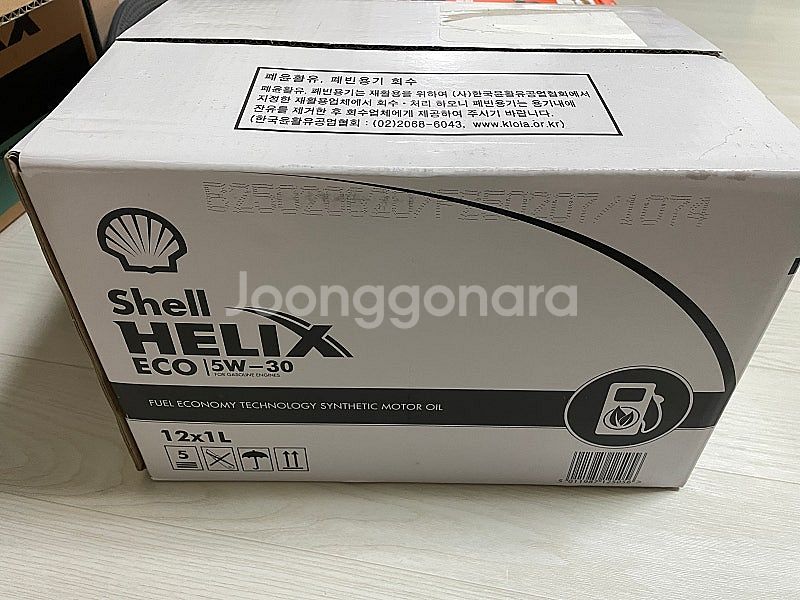 폐윤활유, 폐빈용기 회수
폐윤활유, 폐빈용기는 재활용을 위하여 (사)한국윤활유공업협회에서
지정한 재활용업체에서 회수·처리 하오니 폐빈용기는 용기내에
잔유를 제거한 후 회수업체에게 제공하여 주시기 바랍니다.
(한국윤활유공업협회 : (02)2068-6043, www.kloia.or.kr)
Joonggonara
Shell
HELIX
ECO 5W-30
FOR GASOLINE ENGINES
FUEL ECONOMY TECHNOLOGY SYNTHETIC MOTOR OIL
12x1L
5